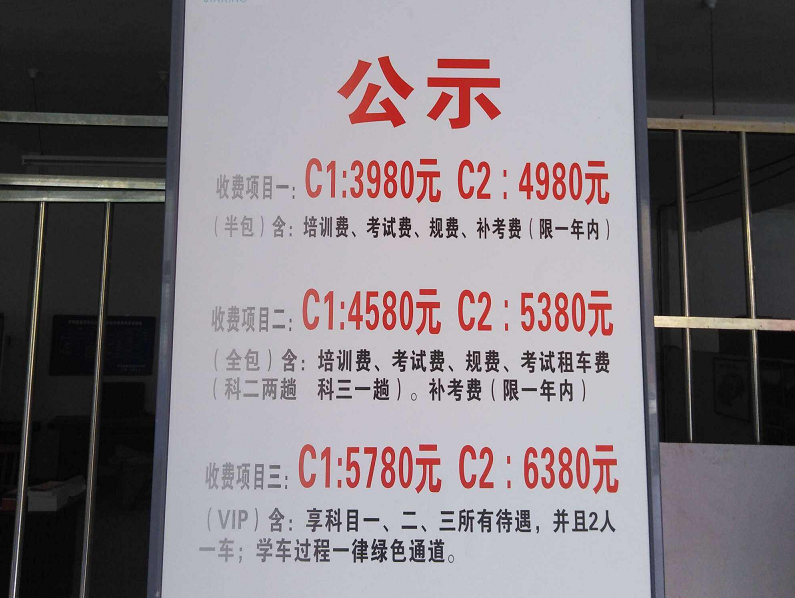 公示
收费项目一: C1:3980元 C2:4980元
（半包）含：培训费、考试费、规费、补考费（限一年内）
收费项目二: C1:4580元 C2:5380元
（全包）含：培训费、考试费、规费、考试租车费
（科二两趟 科三一趟）。补考费（限一年内）
收费项目三: C1:5780元 C2:6380元
（VIP）含：享科目一、二、三所有待遇，并且2人
一车；学车过程一律绿色通道。